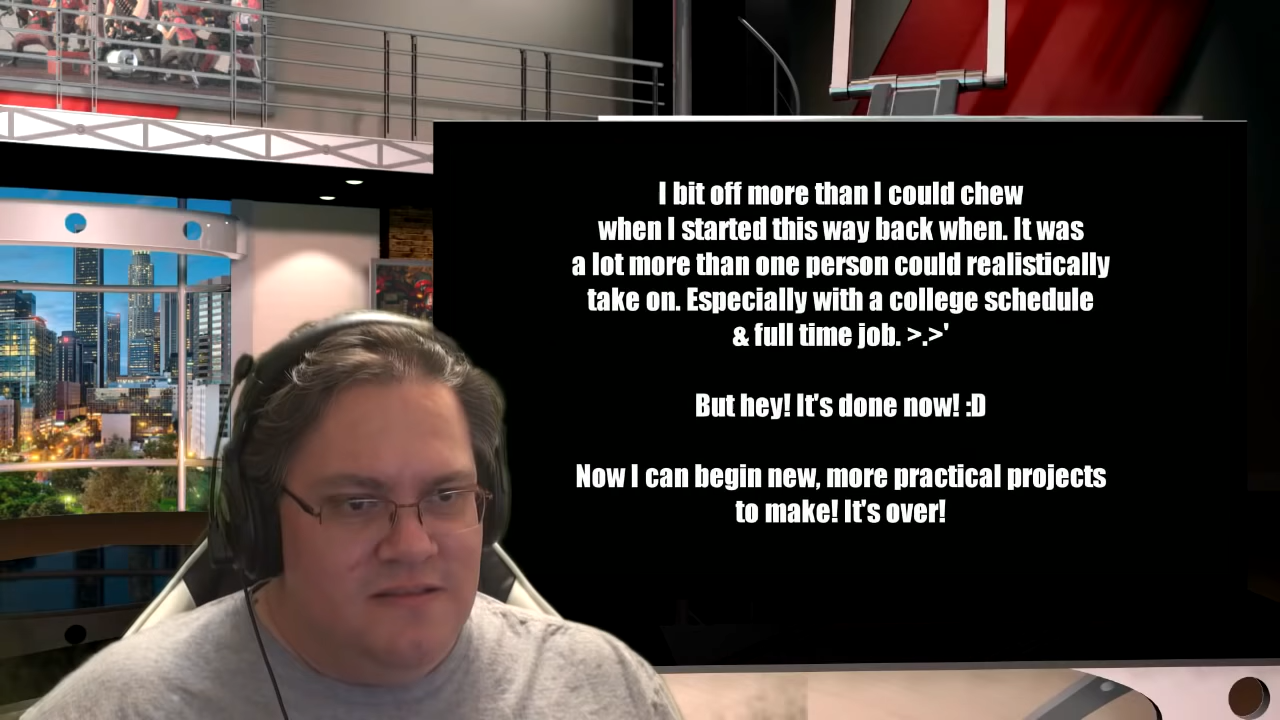 I bit off more than I could chew
when I started this way back when. It was
a lot more than one person could realistically
take on. Especially with a college schedule
& full time job. >.>'
But hey! It's done now! :D
Now I can begin new, more practical projects
to make! It's over!